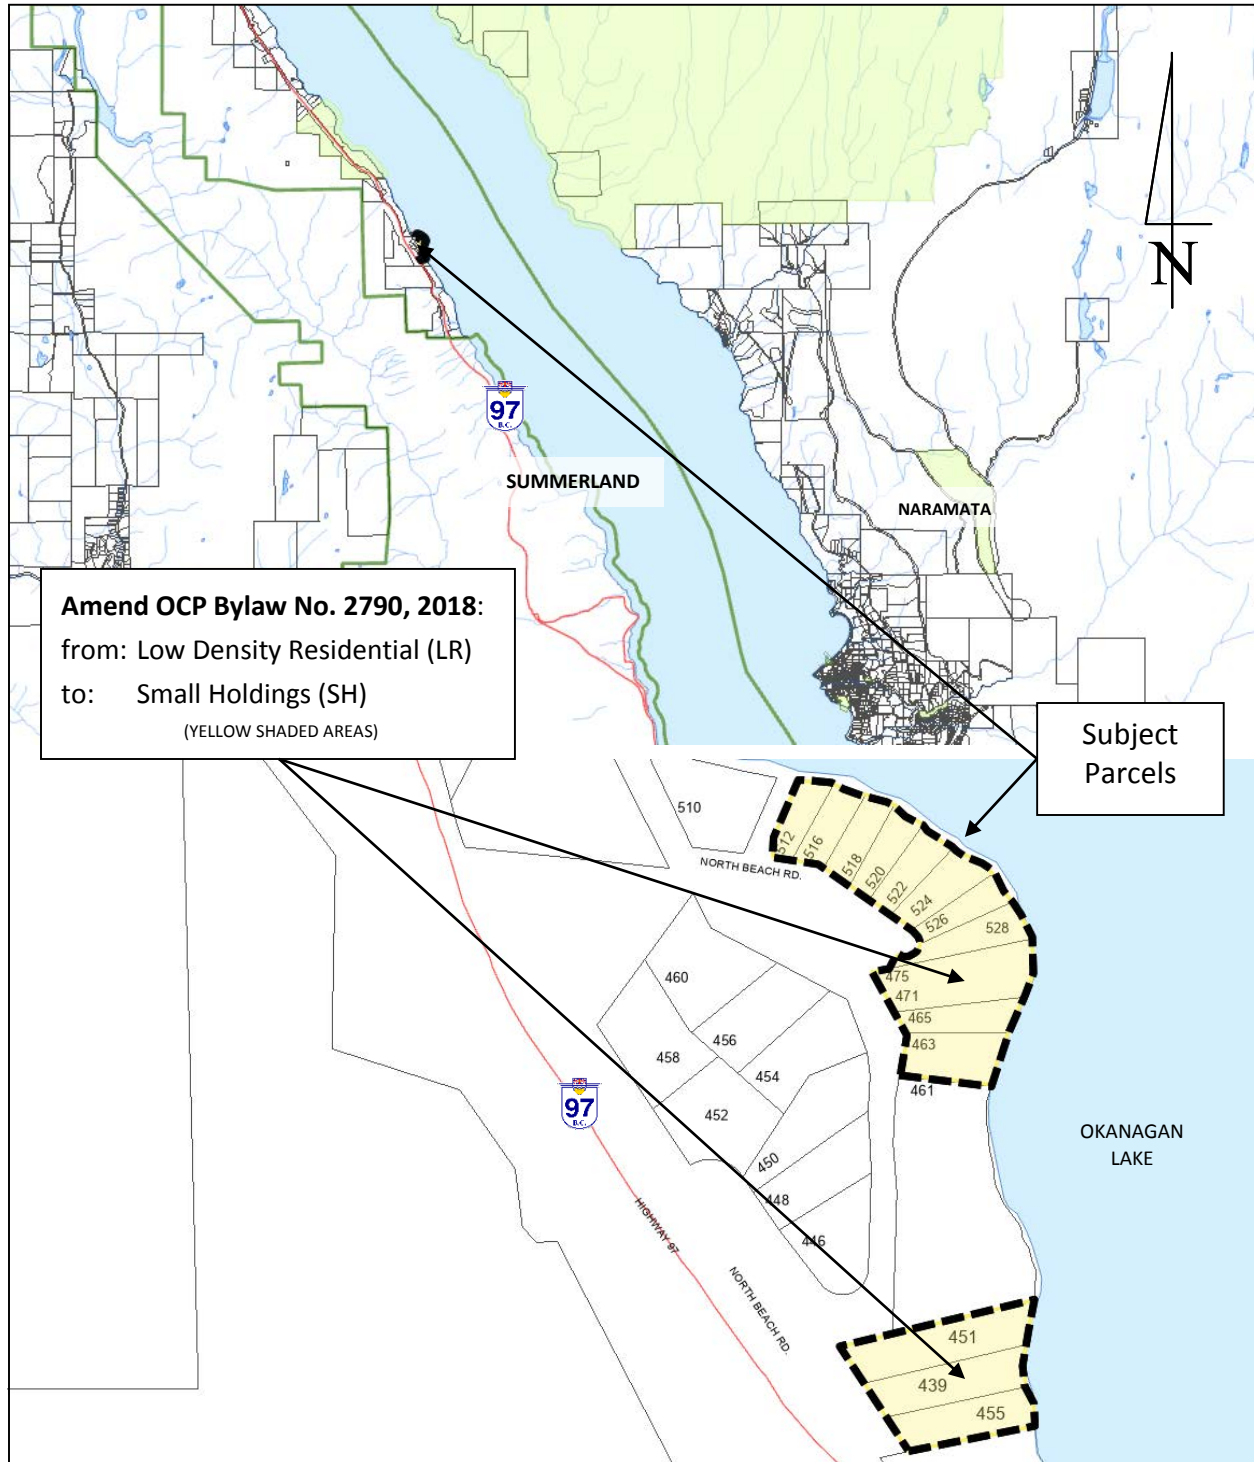 N
97
B.C.
SUMMERLAND
NARAMATA
Amend OCP Bylaw No. 2790, 2018:
from: Low Density Residential (LR)
to: Small Holdings (SH)
(YELLOW SHADED AREAS)
Subject
Parcels
510
512
516
518
520
522
524
526
528
NORTH BEACH RD.
475
471
465
463
461
460
456
458
454
452
450
448
446
97
B.C.
HIGHWAY 97
NORTH BEACH RD.
OKANAGAN
LAKE
451
439
455